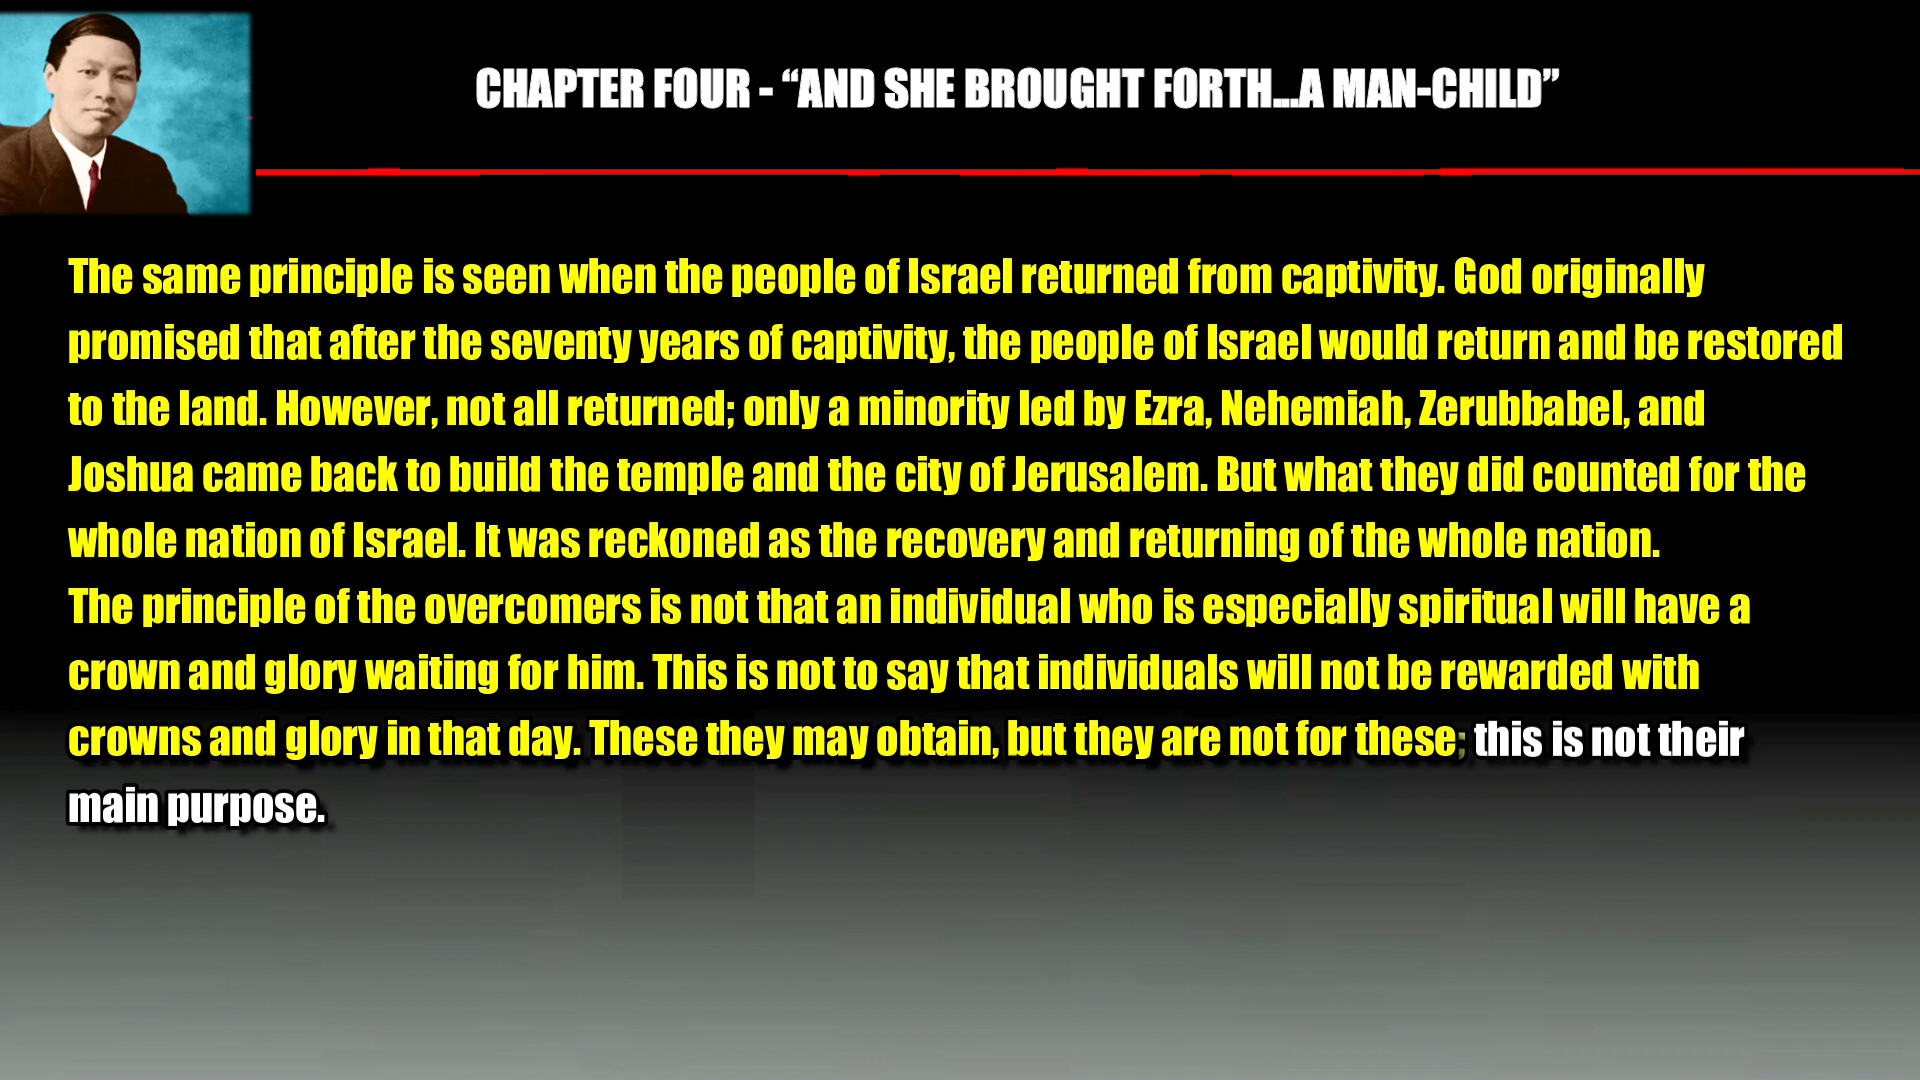 CHAPTER FOUR - “AND SHE BROUGHT FORTH...A MAN-CHILD”
The same principle is seen when the people of Israel returned from captivity. God originally
promised that after the seventy years of captivity, the people of Israel would return and be restored
to the land. However, not all returned; only a minority led by Ezra, Nehemiah, Zerubbabel, and
Joshua came back to build the temple and the city of Jerusalem. But what they did counted for the
whole nation of Israel. It was reckoned as the recovery and returning of the whole nation.
The principle of the overcomers is not that an individual who is especially spiritual will have a
crown and glory waiting for him. This is not to say that individuals will not be rewarded with
crowns and glory in that day. These they may obtain, but they are not for these; this is not their
main purpose.